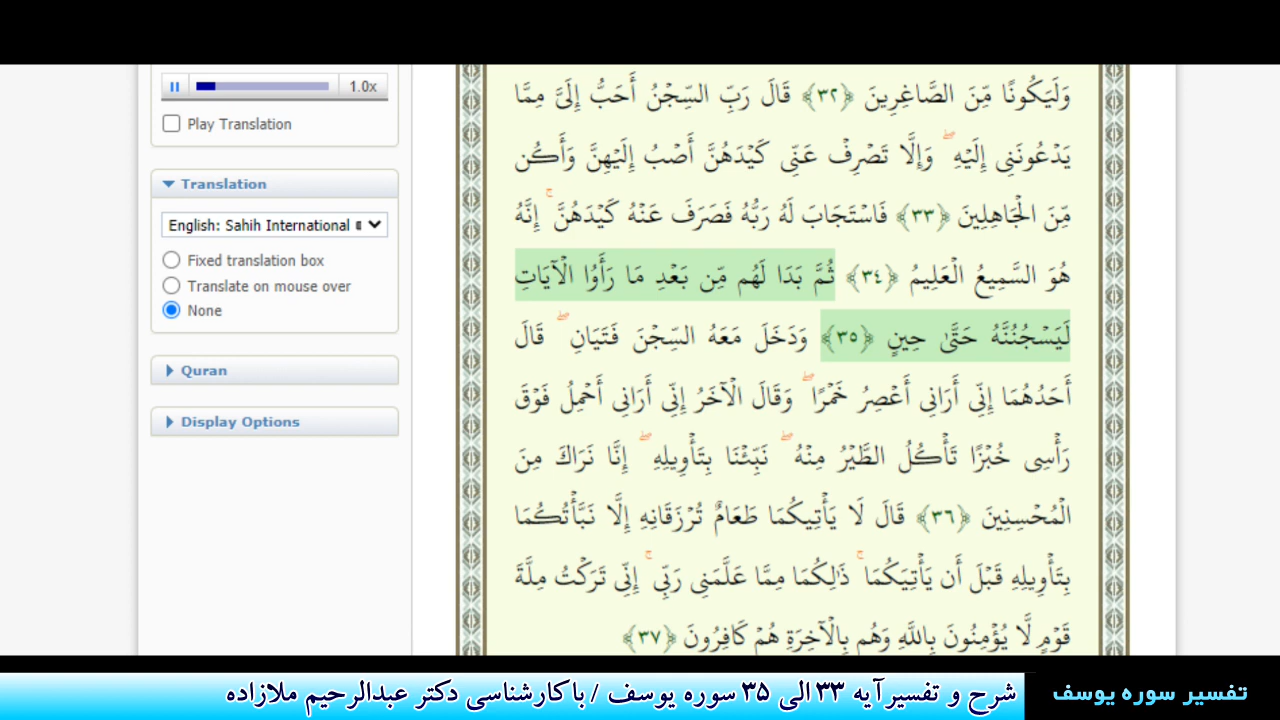 1.0x
Play Translation
Translation
English: Sahih International
Fixed translation box
Translate on mouse over
None
Quran
Display Options
وَلَيَكُونًا مِّنَ الصَّاغِرِينَ ﴿٣٢﴾ قَالَ رَبِّ السِّجْنُ أَحَبُّ إِلَيَّ مِمَّا
يَدْعُونَنِي إِلَيْهِ ۖ وَإِلَّا تَصْرِفْ عَنِّي كَيْدَهُنَّ أَصْبُ إِلَيْهِنَّ وَأَكُن
مِّنَ الْجَاهِلِينَ ﴿٣٣﴾ فَاسْتَجَابَ لَهُ رَبُّهُ فَصَرَفَ عَنْهُ كَيْدَهُنَّ ۚ إِنَّهُ
هُوَ السَّمِيعُ الْعَلِيمُ ﴿٣٤﴾ ثُمَّ بَدَا لَهُم مِّن بَعْدِ مَا رَأَوُا الْآيَاتِ
لَيَسْجُنُنَّهُ حَتَّىٰ حِينٍ ﴿٣٥﴾ وَدَخَلَ مَعَهُ السِّجْنَ فَتَيَانِ ۖ قَالَ
أَحَدُهُمَا إِنِّي أَرَانِي أَعْصِرُ خَمْرًا ۖ وَقَالَ الْآخَرُ إِنِّي أَرَانِي أَحْمِلُ فَوْقَ
رَأْسِي خُبْزًا تَأْكُلُ الطَّيْرُ مِنْهُ ۖ نَبِّئْنَا بِتَأْوِيلِهِ ۖ إِنَّا نَرَاكَ مِنَ
الْمُحْسِنِينَ ﴿٣٦﴾ قَالَ لَا يَأْتِيكُمَا طَعَامٌ تُرْزَقَانِهِ إِلَّا نَبَّأْتُكُمَا
بِتَأْوِيلِهِ قَبْلَ أَن يَأْتِيَكُمَا ۚ ذَٰلِكُمَا مِمَّا عَلَّمَنِي رَبِّي ۚ إِنِّي تَرَكْتُ مِلَّةَ
قَوْمٍ لَّا يُؤْمِنُونَ بِاللَّهِ وَهُم بِالْآخِرَةِ هُمْ كَافِرُونَ ﴿٣٧﴾
تفسیر سوره یوسف
شرح و تفسیرآیه ۳۳ الی ۳۵ سوره یوسف / باکارشناسی دکتر عبدالرحیم ملازاده